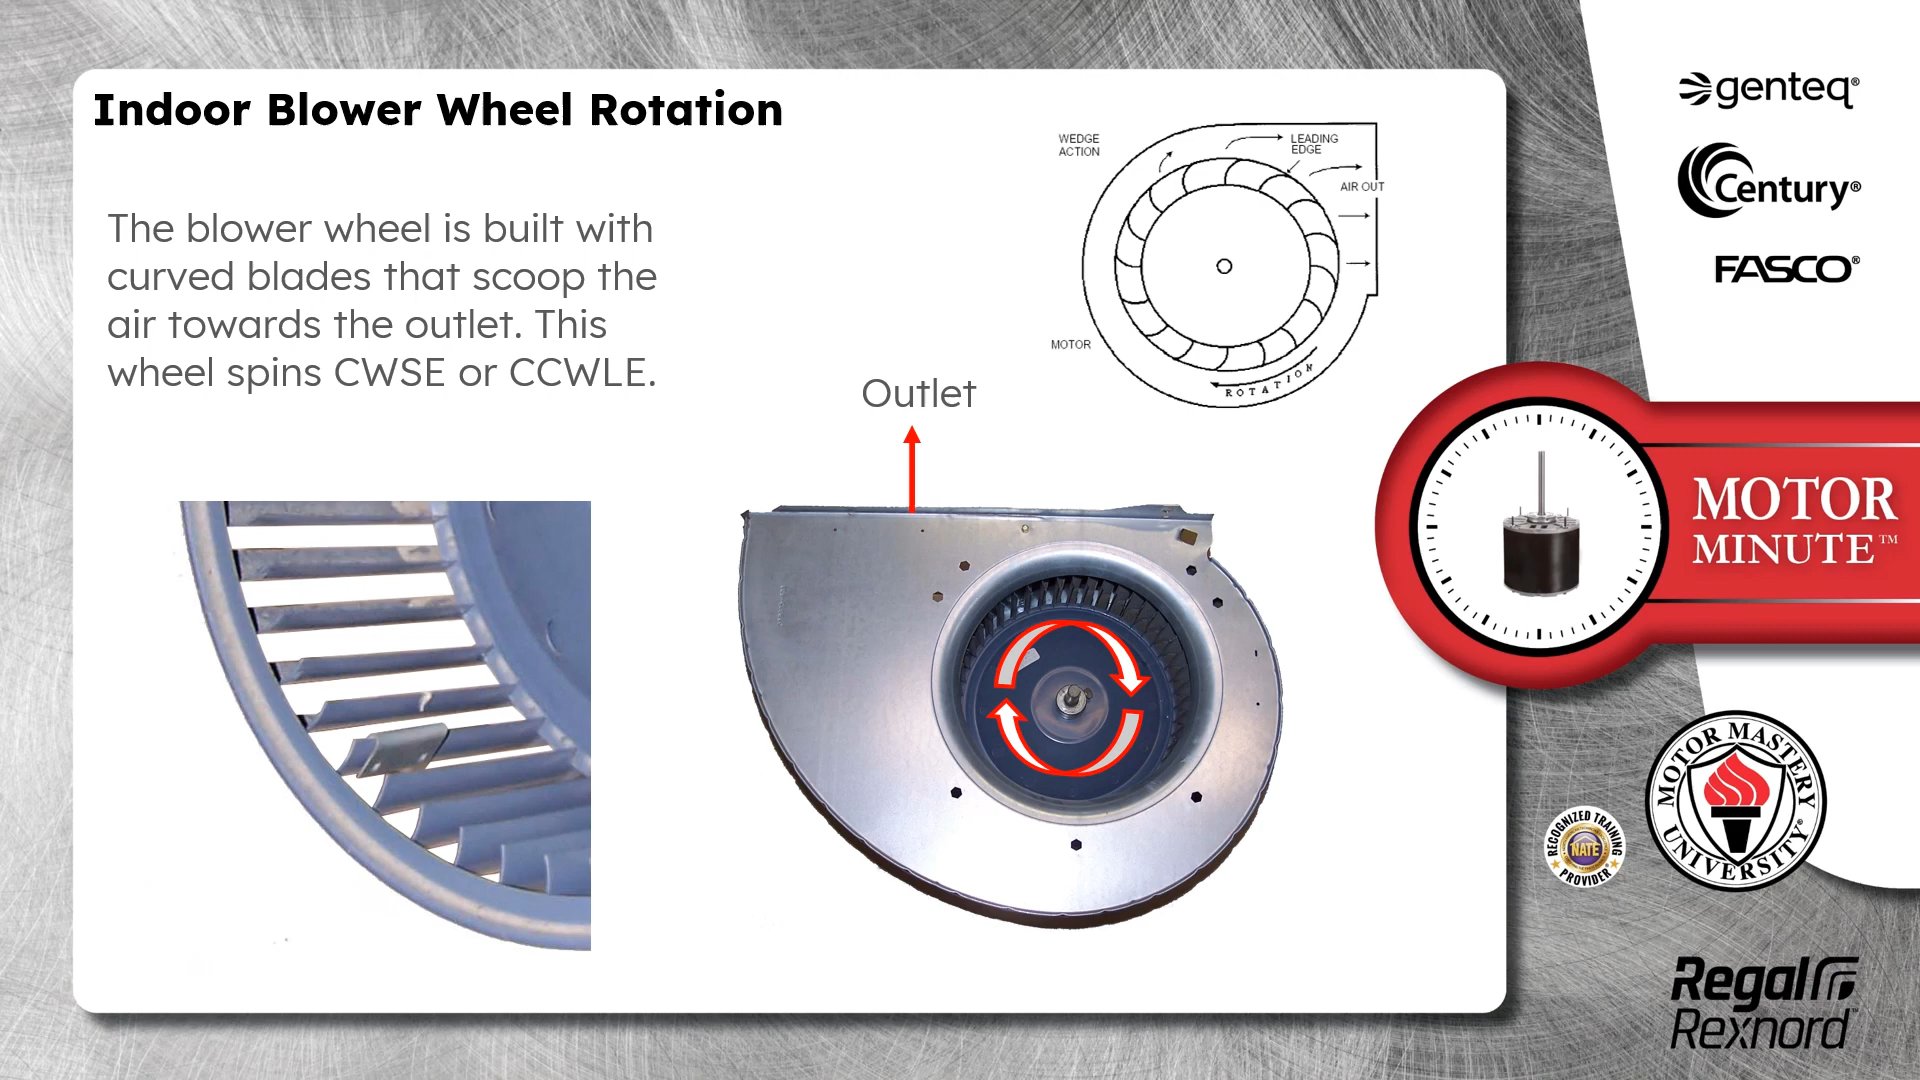 Indoor Blower Wheel Rotation
The blower wheel is built with
curved blades that scoop the
air towards the outlet. This
wheel spins CWSE or CCWLE.
WEDGE
ACTION
LEADING
EDGE
AIR OUT
MOTOR
ROTATION
Outlet
genteq®
Century®
FASCO®
MOTOR
MINUTE™
MOTOR MASTERY
UNIVERSITY®
RECOGNIZED TRAINING
NATE
PROVIDER
Regal
Rexnord